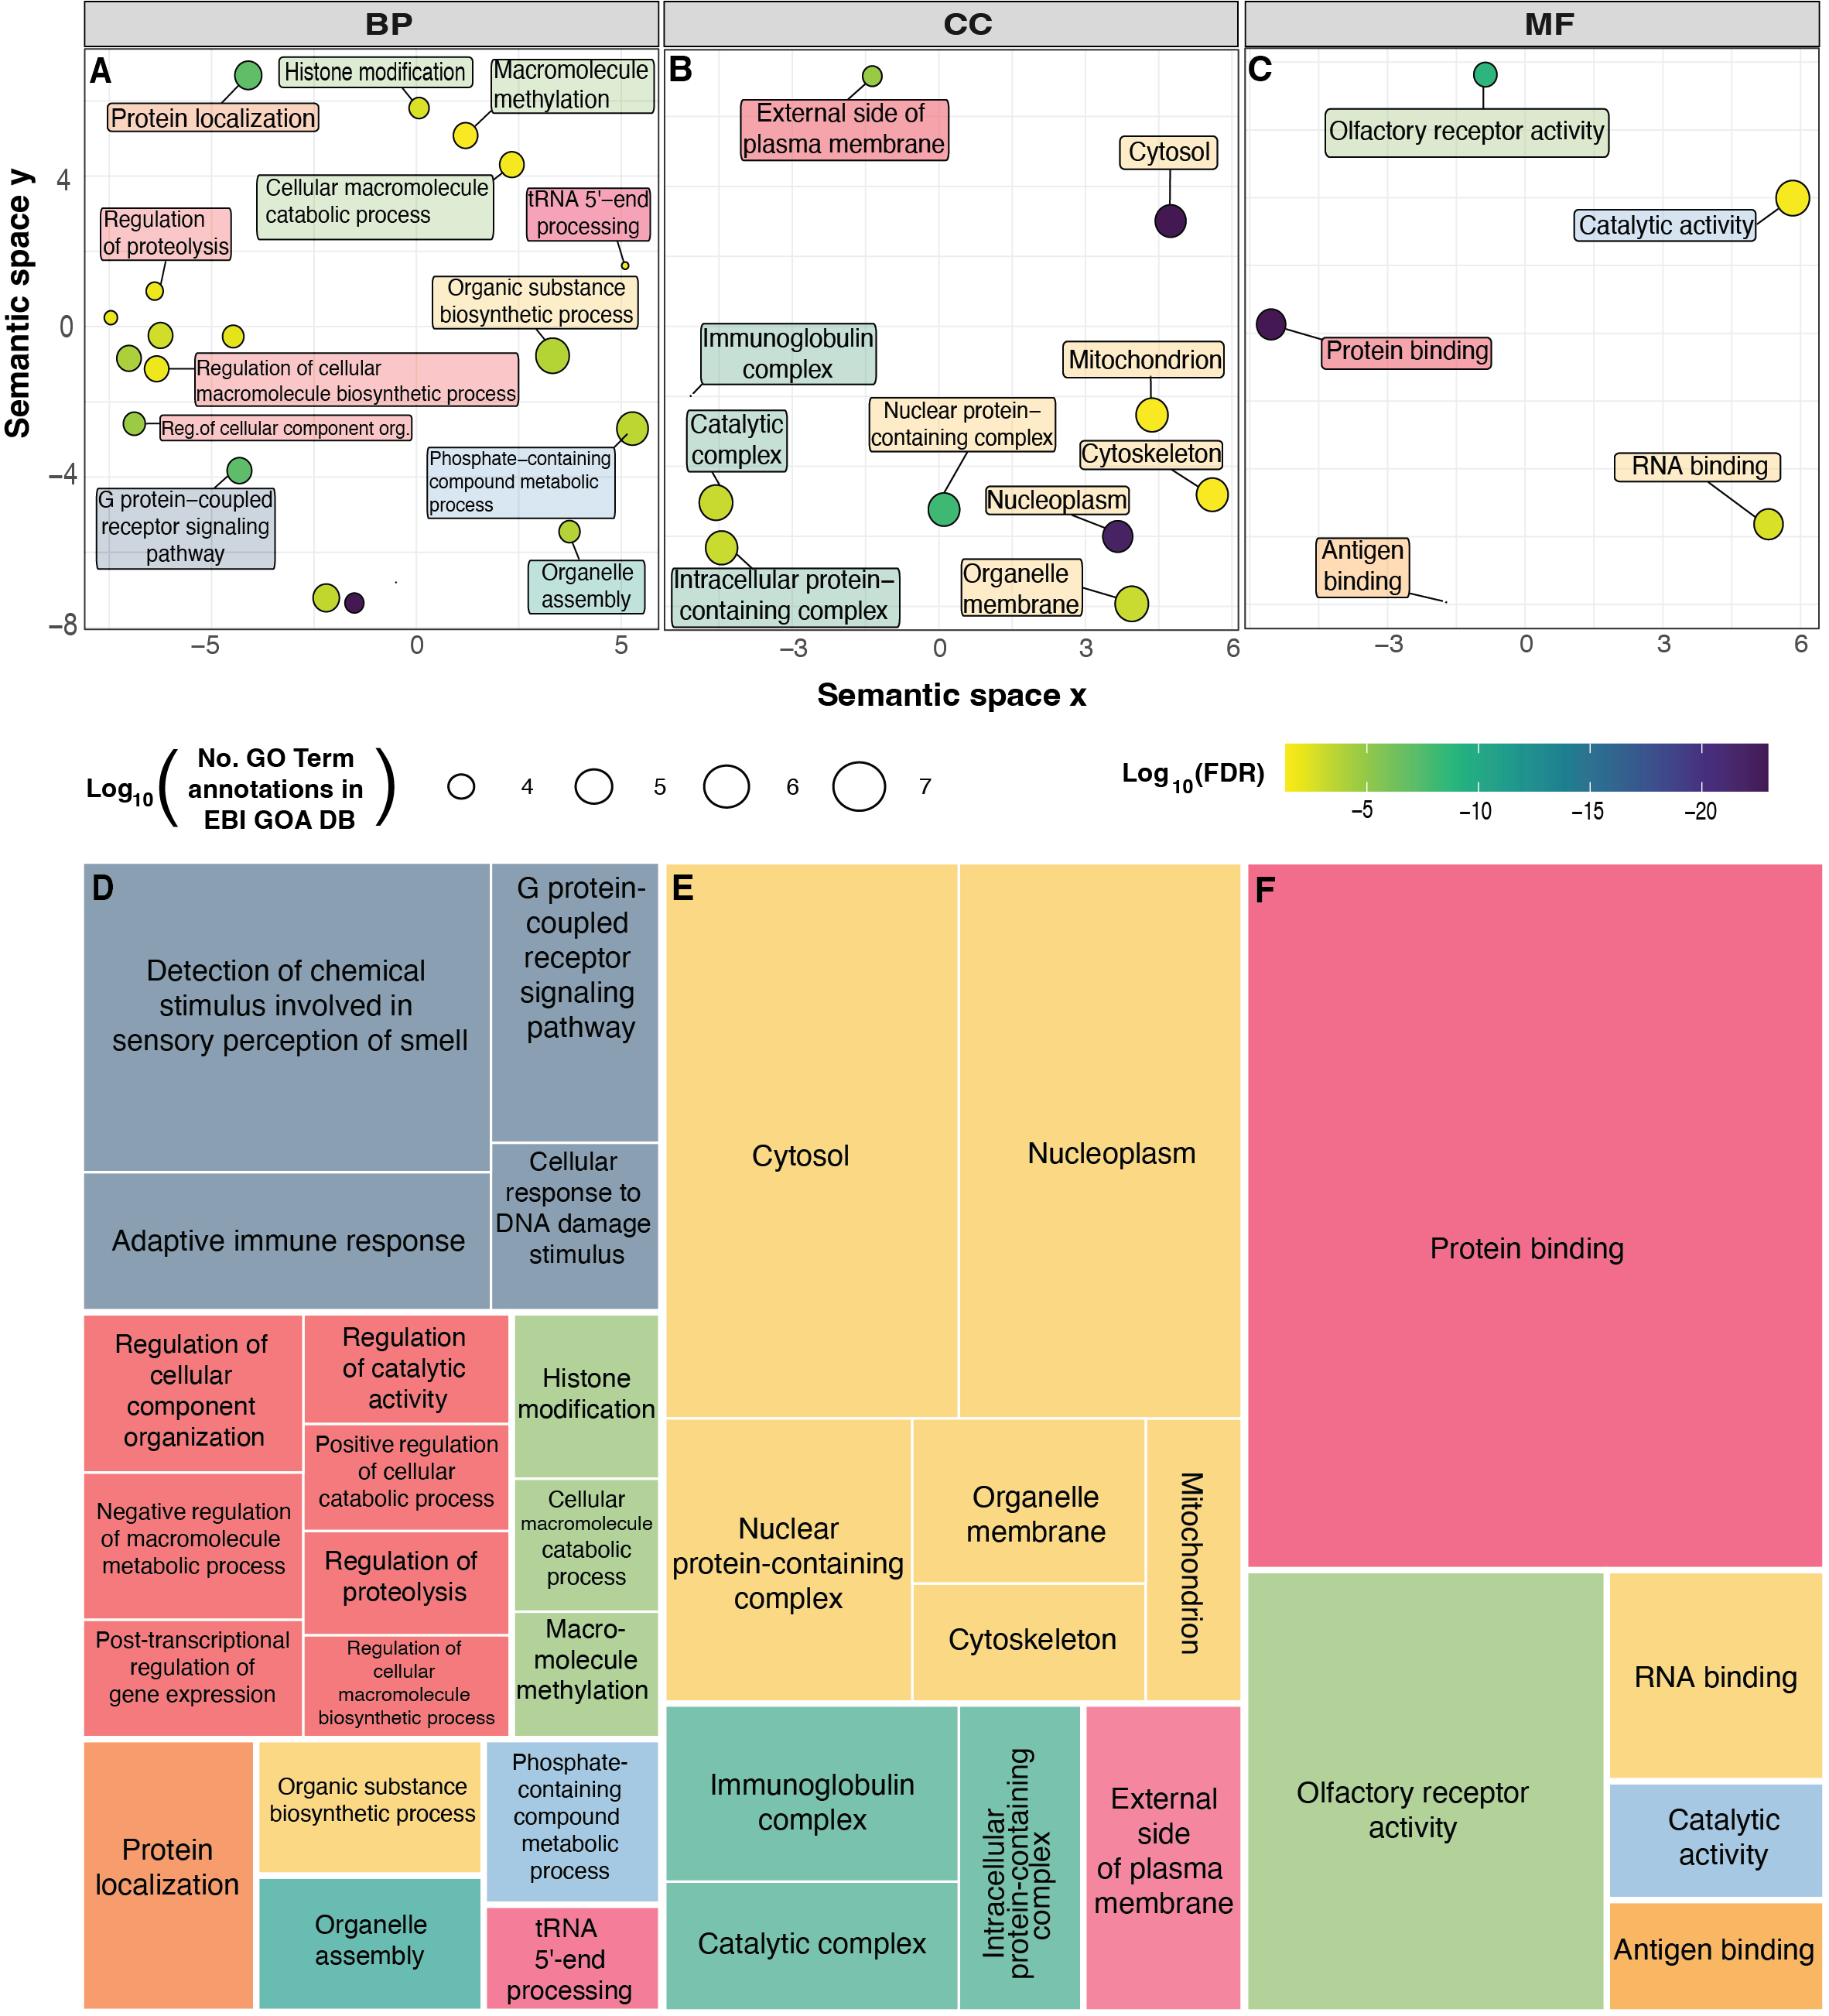 BP
CC
MF
A
Histone modification
Macromolecule
methylation
Protein localization
Cellular macromolecule
catabolic process
tRNA 5'–end
processing
Regulation
of proteolysis
Organic substance
biosynthetic process
Regulation of cellular
macromolecule biosynthetic process
Reg.of cellular component org.
Phosphate–containing
compound metabolic
process
G protein–coupled
receptor signaling
pathway
Organelle
assembly
B
External side of
plasma membrane
Cytosol
Immunoglobulin
complex
Mitochondrion
Nuclear protein–
containing complex
Catalytic
complex
Cytoskeleton
Nucleoplasm
Organelle
membrane
Intracellular protein–
containing complex
C
Olfactory receptor activity
Catalytic activity
Protein binding
RNA binding
Antigen
binding
Semantic space y
4
0
−4
−8
−5
0
5
−3
0
3
6
−3
0
3
6
Semantic space x
Log10
( No. GO Term
annotations in
EBI GOA DB )
4
5
6
7
Log10(FDR)
−5
−10
−15
−20
D
Detection of chemical
stimulus involved in
sensory perception of smell
G protein-
coupled
receptor
signaling
pathway
Adaptive immune response
Cellular
response to
DNA damage
stimulus
Regulation of
cellular
component
organization
Regulation
of catalytic
activity
Histone
modification
Positive regulation
of cellular
catabolic process
Negative regulation
of macromolecule
metabolic process
Cellular
macromolecule
catabolic
process
Regulation of
proteolysis
Post-transcriptional
regulation of
gene expression
Regulation of
cellular
macromolecule
biosynthetic process
Macro-
molecule
methylation
Protein
localization
Organic substance
biosynthetic process
Phosphate-
containing
compound
metabolic
process
Organelle
assembly
tRNA
5'-end
processing
E
Cytosol
Nucleoplasm
Nuclear
protein-containing
complex
Organelle
membrane
Cytoskeleton
Mitochondrion
Immunoglobulin
complex
Catalytic complex
Intracellular
protein-containing
complex
External
side
of plasma
membrane
F
Protein binding
Olfactory receptor
activity
RNA binding
Catalytic
activity
Antigen binding